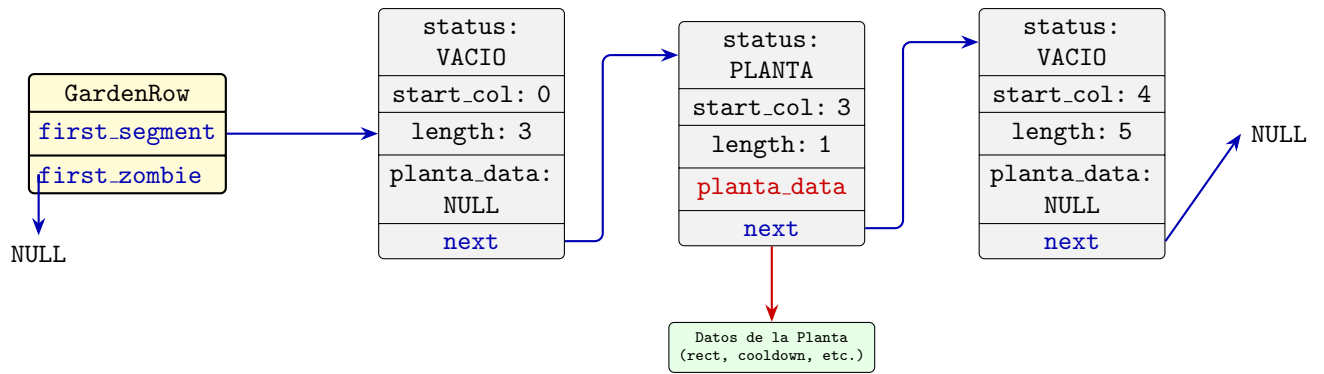 GardenRow
first_segment
first_zombie
NULL
status:
VACIO
start_col: 0
length: 3
planta_data:
NULL
next
status:
PLANTA
start_col: 3
length: 1
planta_data
next
Datos de la Planta
(rect, cooldown, etc.)
status:
VACIO
start_col: 4
length: 5
planta_data:
NULL
next
NULL